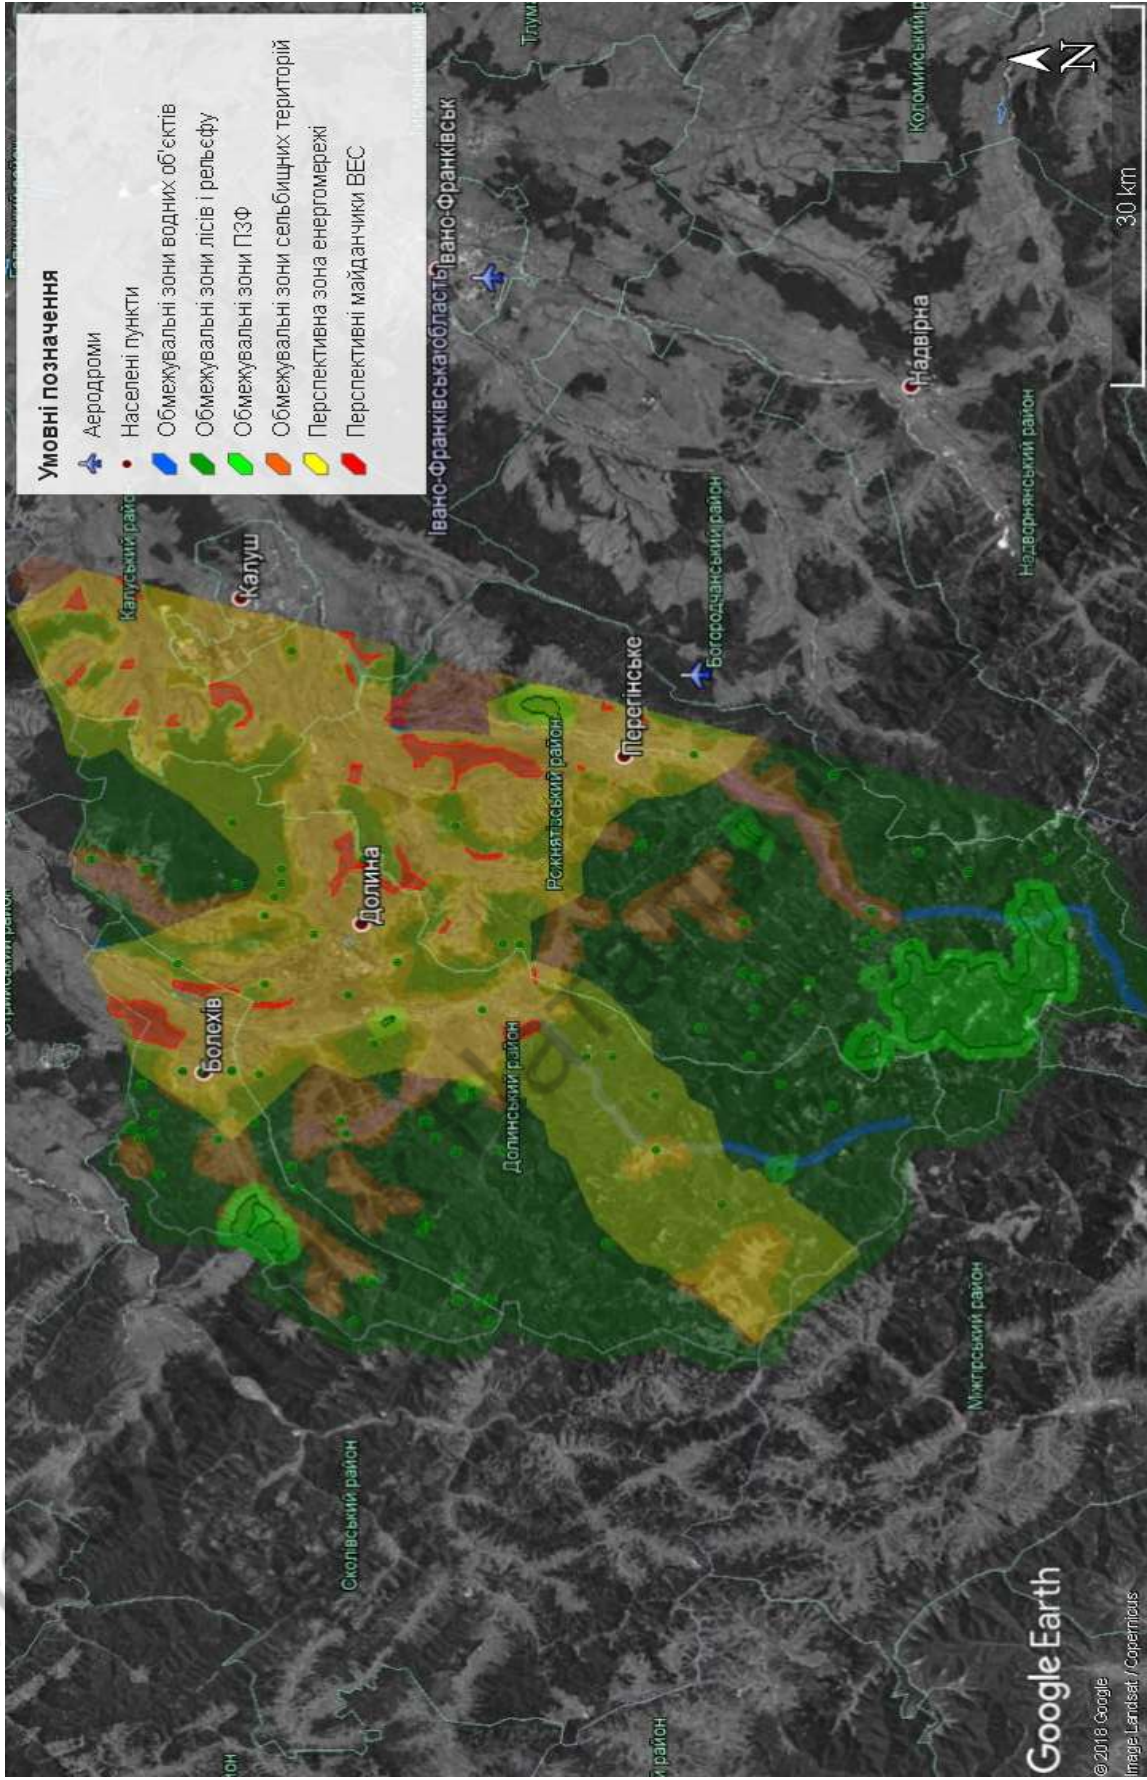 Умовні позначення
Аеродроми
Населені пункти
Обмежувальні зони водних об'єктів
Обмежувальні зони лісів і рельєфу
Обмежувальні зони ПЗФ
Обмежувальні зони сельбищних територій
Перспективна зона енергомережі
Перспективні майданчики ВЕС
Калуський район
Калуш
Болехів
Долина
Івано-Франківська область
Івано-Франківськ
Тлум
Рожнятівський район
Перегінське
Долинський район
Богородчанський район
Сколівський район
Надвірна
Коломийський р
Надворнянський район
Міжгірський район
й район
ион
N
30 km
Google Earth
© 2018 Google
Image Landsat / Copernicus